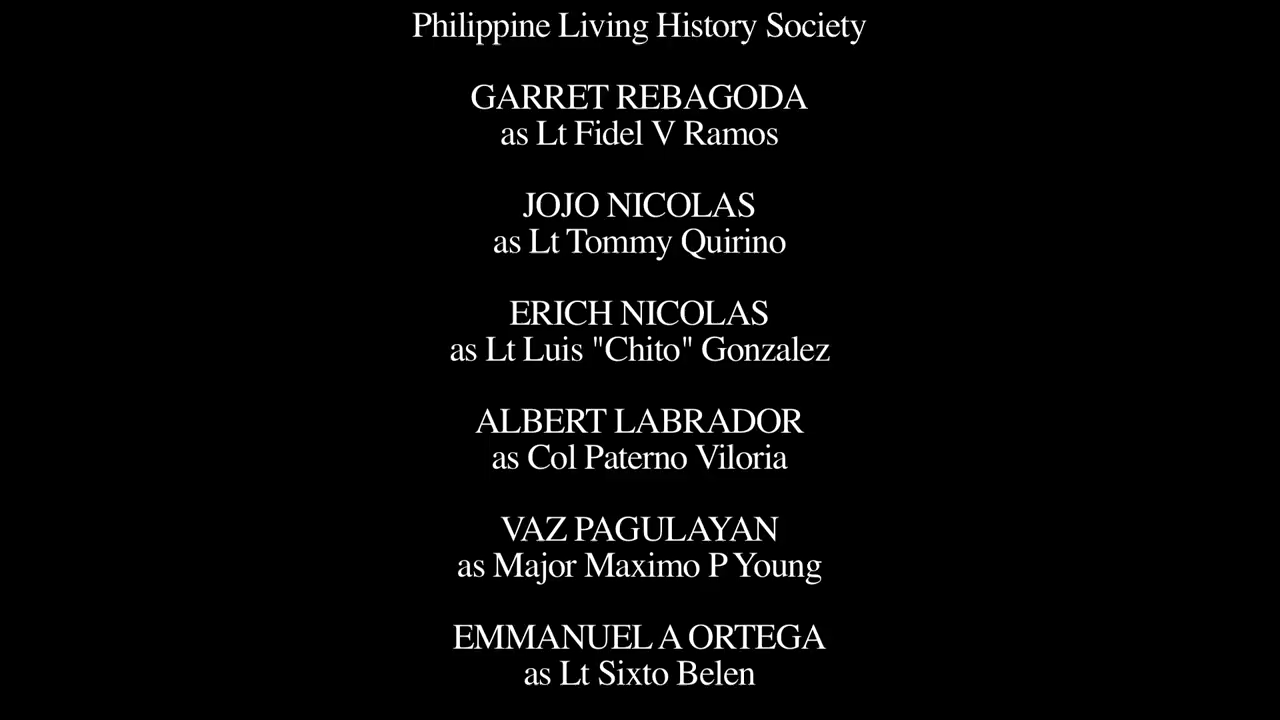 Philippine Living History Society
GARRET REBAGODA
as Lt Fidel V Ramos
JOJO NICOLAS
as Lt Tommy Quirino
ERICH NICOLAS
as Lt Luis "Chito" Gonzalez
ALBERT LABRADOR
as Col Paterno Viloria
VAZ PAGULAYAN
as Major Maximo P Young
EMMANUEL A ORTEGA
as Lt Sixto Belen